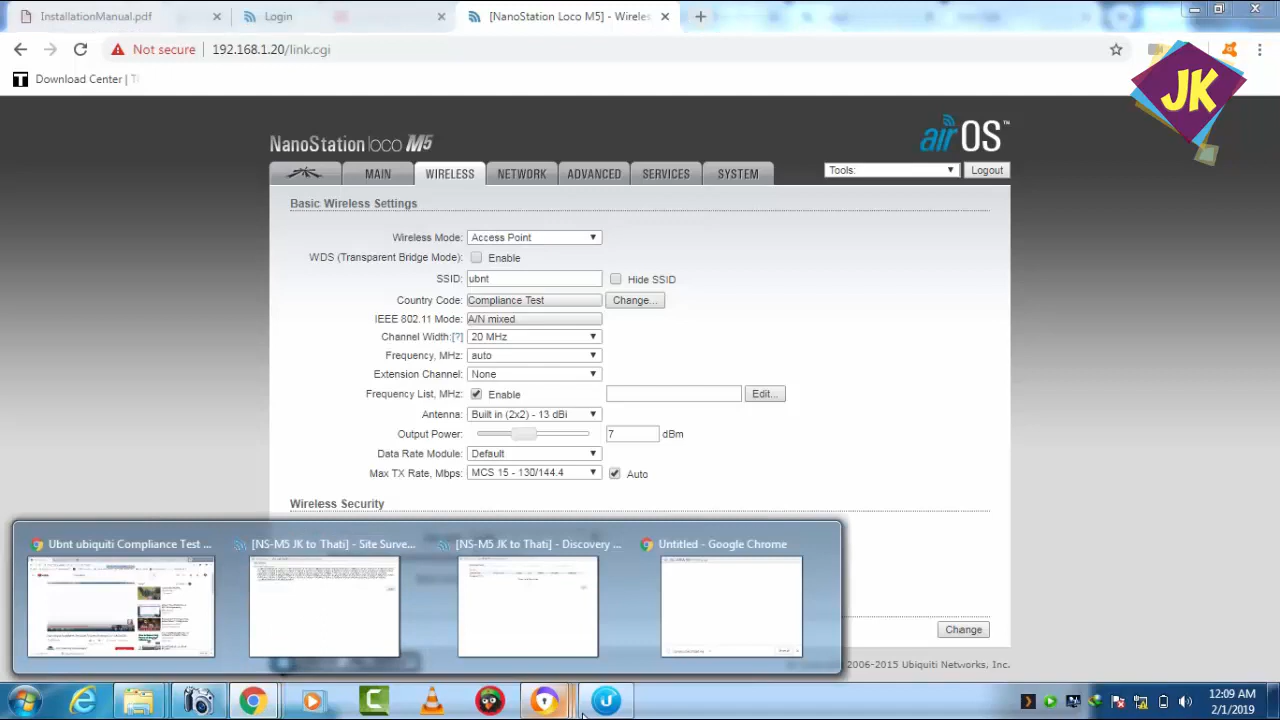 InstallationManual.pdf
Login
[NanoStation Loco M5] - Wireles
Not secure
192.168.1.20/link.cgi
Download Center |
JK
NanoStation loco M5
airOS™
MAIN
WIRELESS
NETWORK
ADVANCED
SERVICES
SYSTEM
Tools:
Logout
Basic Wireless Settings
Wireless Mode: Access Point
WDS (Transparent Bridge Mode): Enable
SSID: ubnt Hide SSID
Country Code: Compliance Test Change...
IEEE 802.11 Mode: A/N mixed
Channel Width:[?] 20 MHz
Frequency, MHz: auto
Extension Channel: None
Frequency List, MHz: Enable Edit...
Antenna: Built in (2x2) - 13 dBi
Output Power: 7 dBm
Data Rate Module: Default
Max TX Rate, Mbps: MCS 15 - 130/144.4 Auto
Wireless Security
Ubnt ubiquiti Compliance Test ...
[NS-M5 JK to Thati] - Site Surve...
[NS-M5 JK to Thati] - Discovery ...
Untitled - Google Chrome
Change
2006-2015 Ubiquiti Networks, Inc.
12:09 AM
2/1/2019